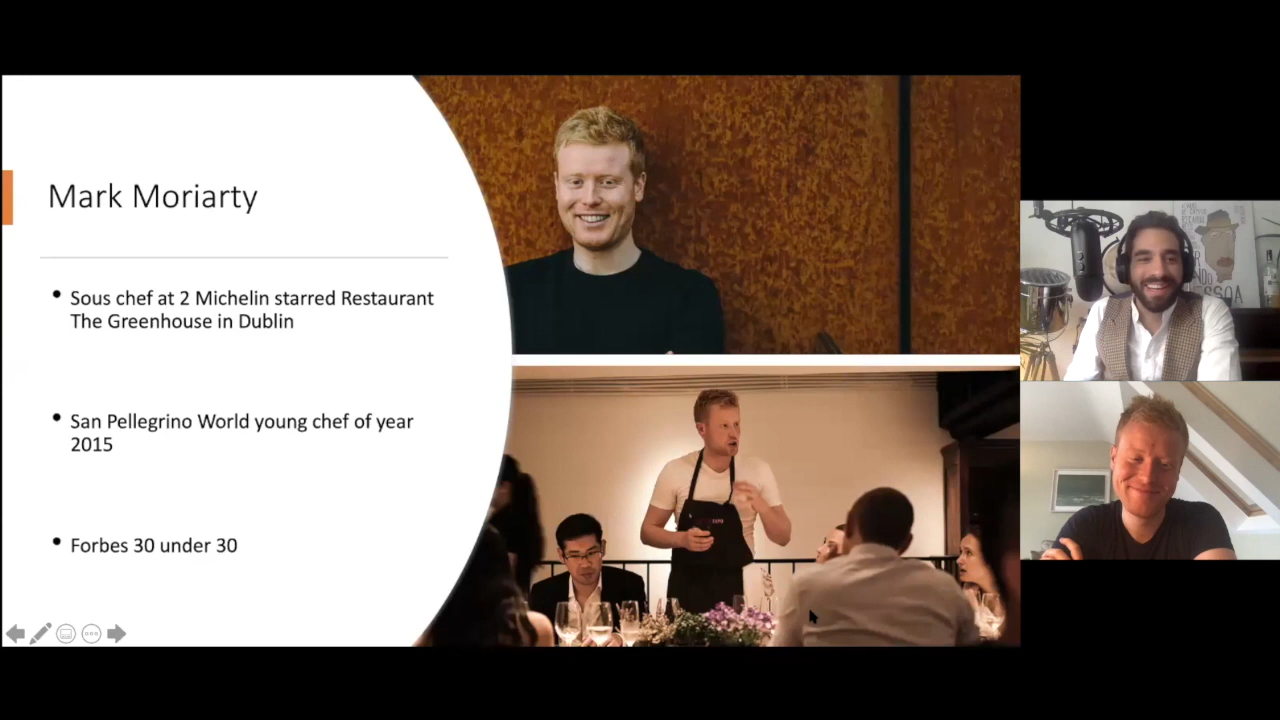 Mark Moriarty
• Sous chef at 2 Michelin starred Restaurant
The Greenhouse in Dublin
• San Pellegrino World young chef of year
2015
• Forbes 30 under 30
ESSOA